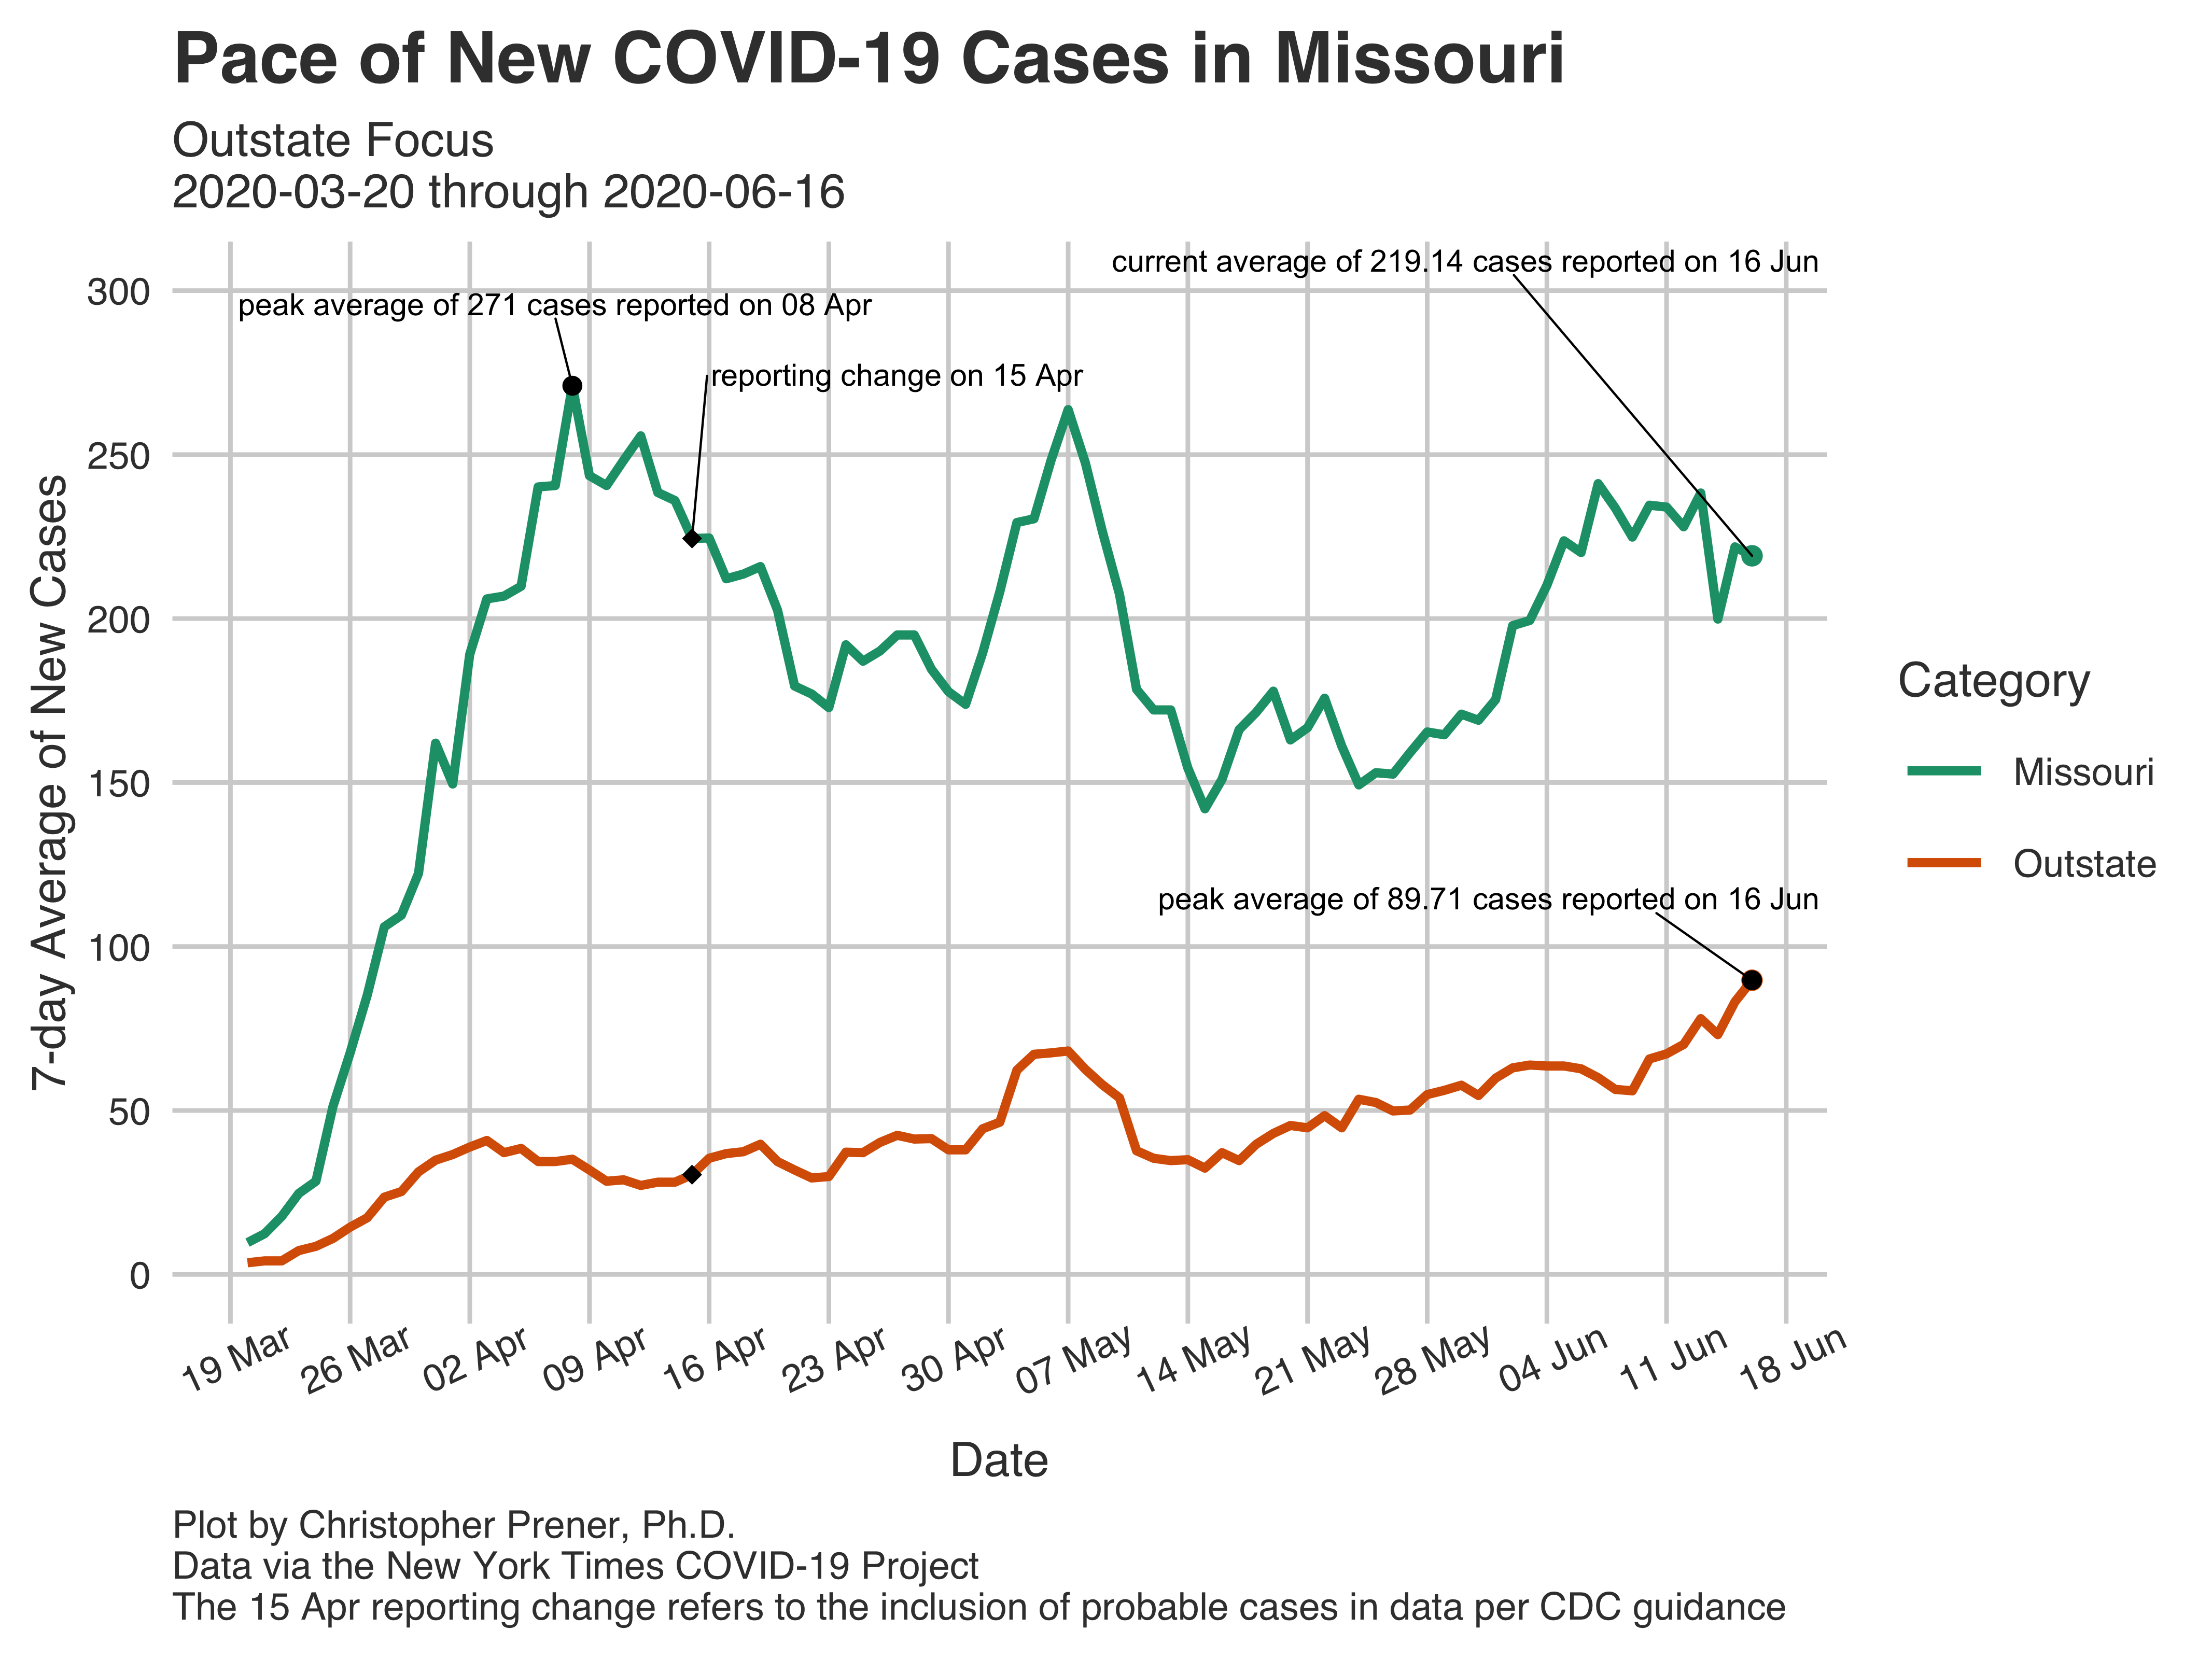 Pace of New COVID-19 Cases in Missouri
Outstate Focus
2020-03-20 through 2020-06-16
current average of 219.14 cases reported on 16 Jun
peak average of 271 cases reported on 08 Apr
reporting change on 15 Apr
peak average of 89.71 cases reported on 16 Jun
7-day Average of New Cases
300
250
200
150
100
50
0
19 Mar
26 Mar
02 Apr
09 Apr
16 Apr
23 Apr
30 Apr
07 May
14 May
21 May
28 May
04 Jun
11 Jun
18 Jun
Date
Category
Missouri
Outstate
Plot by Christopher Prener, Ph.D.
Data via the New York Times COVID-19 Project
The 15 Apr reporting change refers to the inclusion of probable cases in data per CDC guidance